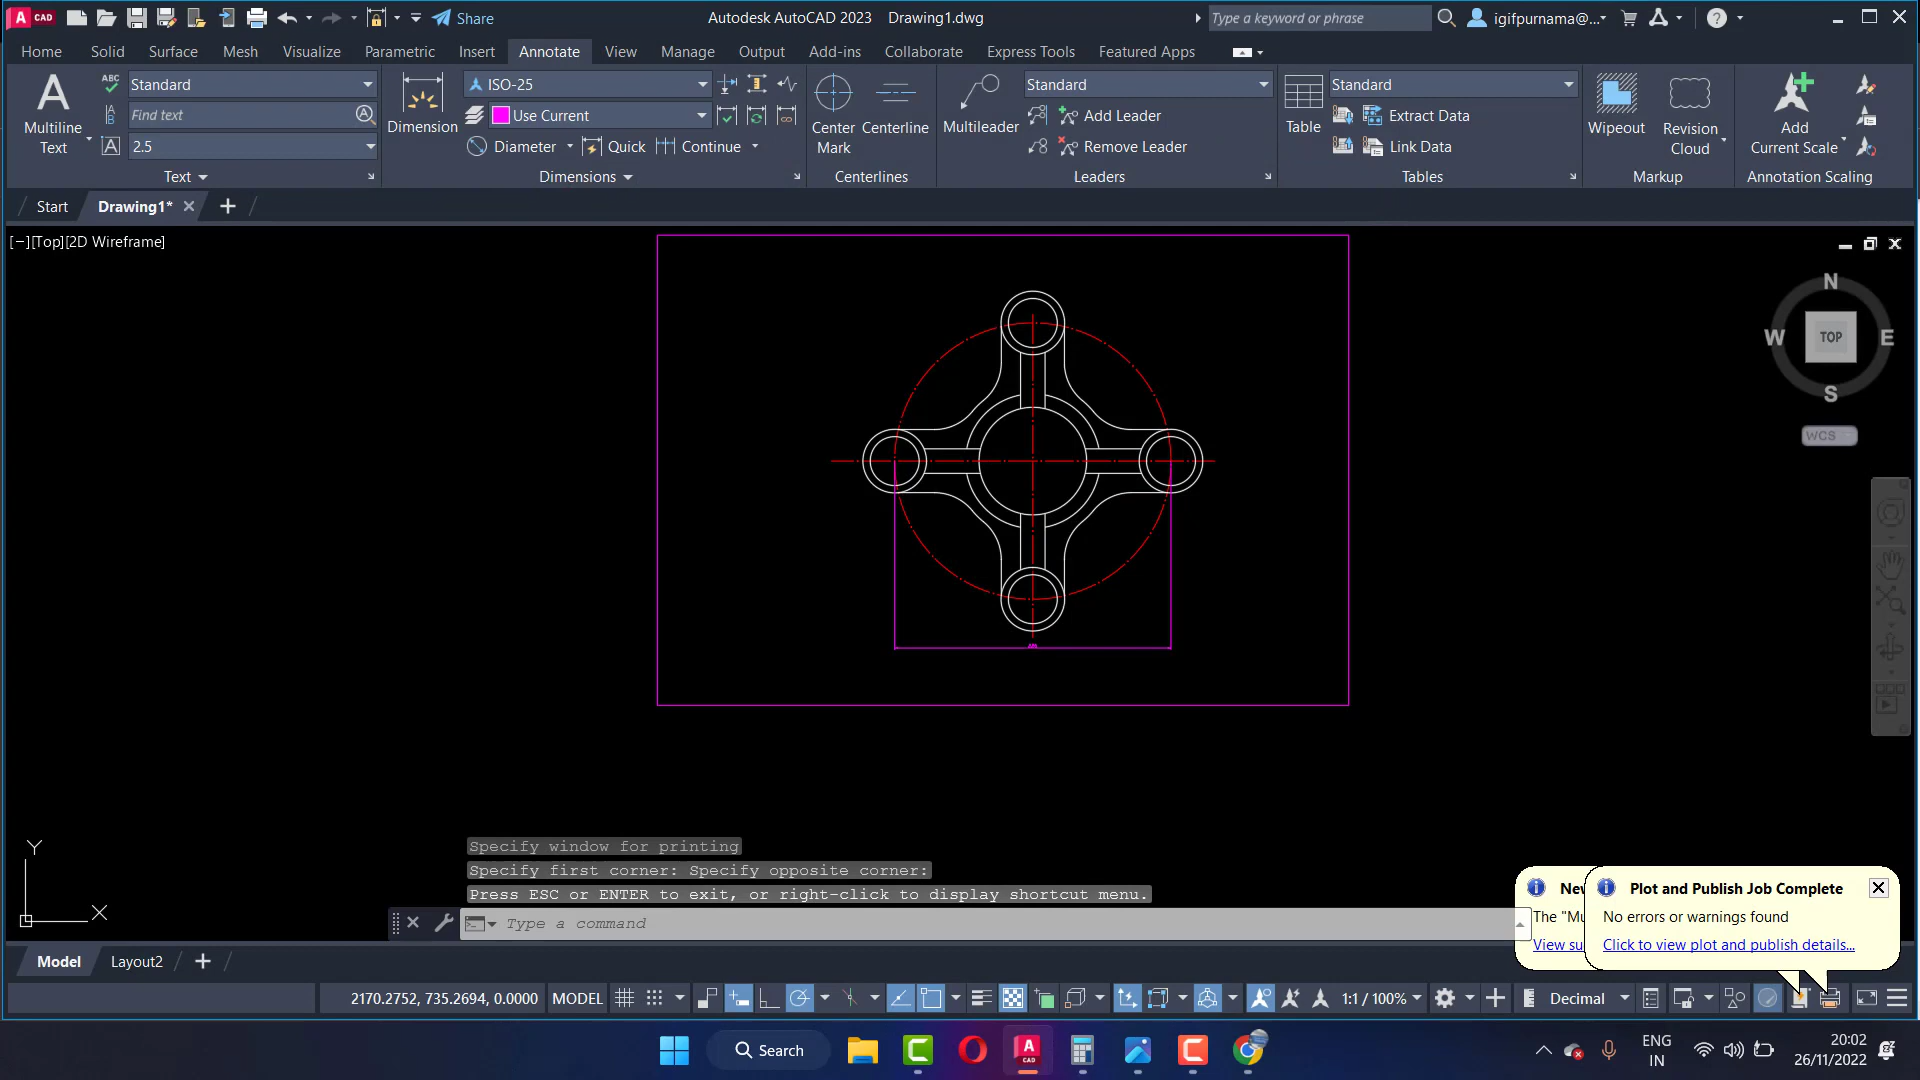 CAD
Share
Autodesk AutoCAD 2023 Drawing1.dwg
Type a keyword or phrase
igifpurnama@...
Home Solid Surface Mesh Visualize Parametric Insert Annotate View Manage Output Add-ins Collaborate Express Tools Featured Apps
Multiline Text
ABC Standard
Find text
2.5
Text
Dimension
ISO-25
Use Current
Diameter Quick Continue
Dimensions
Center Mark
Centerline
Centerlines
Multileader
Standard
Add Leader
Remove Leader
Leaders
Table
Standard
Extract Data
Link Data
Tables
Wipeout
Revision Cloud
Markup
Add Current Scale
Annotation Scaling
Start Drawing1*
[−][Top][2D Wireframe]
N
W TOP E
S
WCS
Y
X
Specify window for printing
Specify first corner: Specify opposite corner:
Press ESC or ENTER to exit, or right-click to display shortcut menu.
Type a command
Plot and Publish Job Complete
No errors or warnings found
Click to view plot and publish details...
The "Mu
View su
Model Layout2
2170.2752, 735.2694, 0.0000 MODEL
1:1 / 100%
Decimal
Search
ENG
IN
20:02
26/11/2022